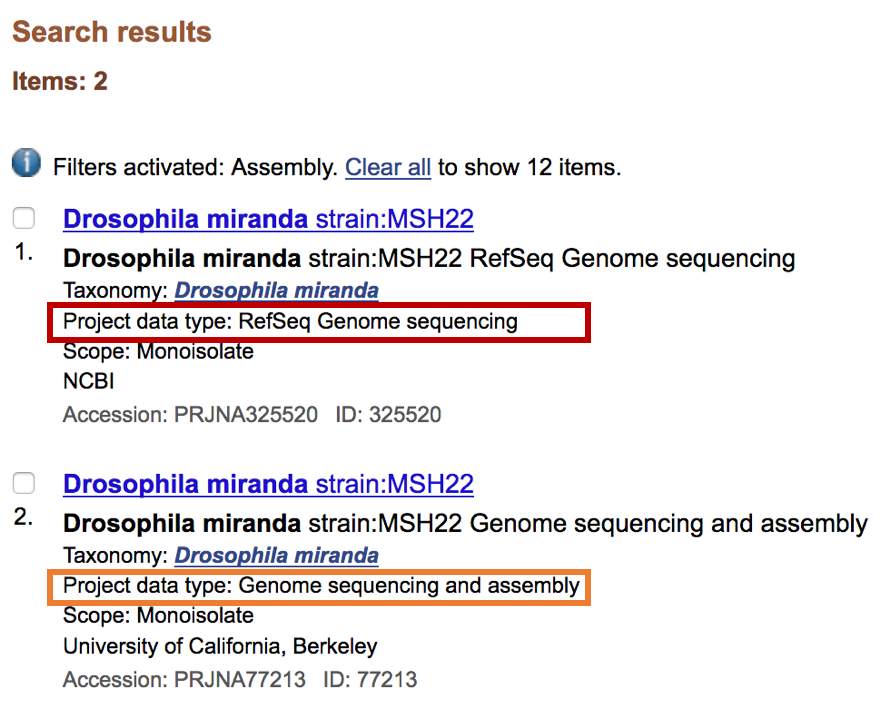 Search results
Items: 2
i Filters activated: Assembly. Clear all to show 12 items.
Drosophila miranda strain:MSH22
1. Drosophila miranda strain:MSH22 RefSeq Genome sequencing
Taxonomy: Drosophila miranda
Project data type: RefSeq Genome sequencing
Scope: Monoisolate
NCBI
Accession: PRJNA325520 ID: 325520
Drosophila miranda strain:MSH22
2. Drosophila miranda strain:MSH22 Genome sequencing and assembly
Taxonomy: Drosophila miranda
Project data type: Genome sequencing and assembly
Scope: Monoisolate
University of California, Berkeley
Accession: PRJNA77213 ID: 77213